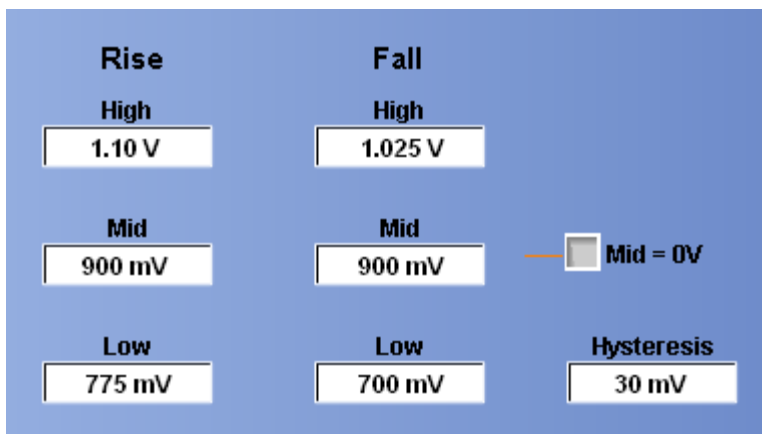 Rise Fall
High High
1.10 V 1.025 V
Mid Mid
900 mV 900 mV Mid = 0V
Low Low Hysteresis
775 mV 700 mV 30 mV